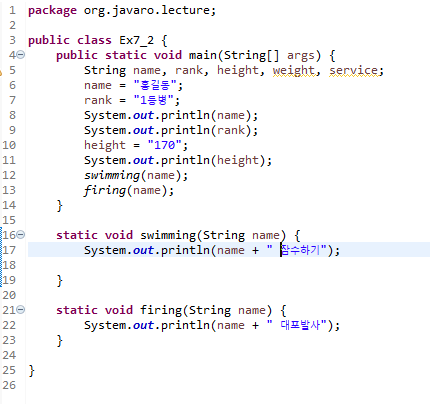 1 package org.javaro.lecture;
2
3 public class Ex7_2 {
4 public static void main(String[] args) {
5 String name, rank, height, weight, service;
6 name = "홍길동";
7 rank = "1등병";
8 System.out.println(name);
9 System.out.println(rank);
10 height = "170";
11 System.out.println(height);
12 swimming(name);
13 firing(name);
14 }
15
16 static void swimming(String name) {
17 System.out.println(name + " 잠수하기");
18
19 }
20
21 static void firing(String name) {
22 System.out.println(name + " 대포발사");
23 }
24
25 }
26